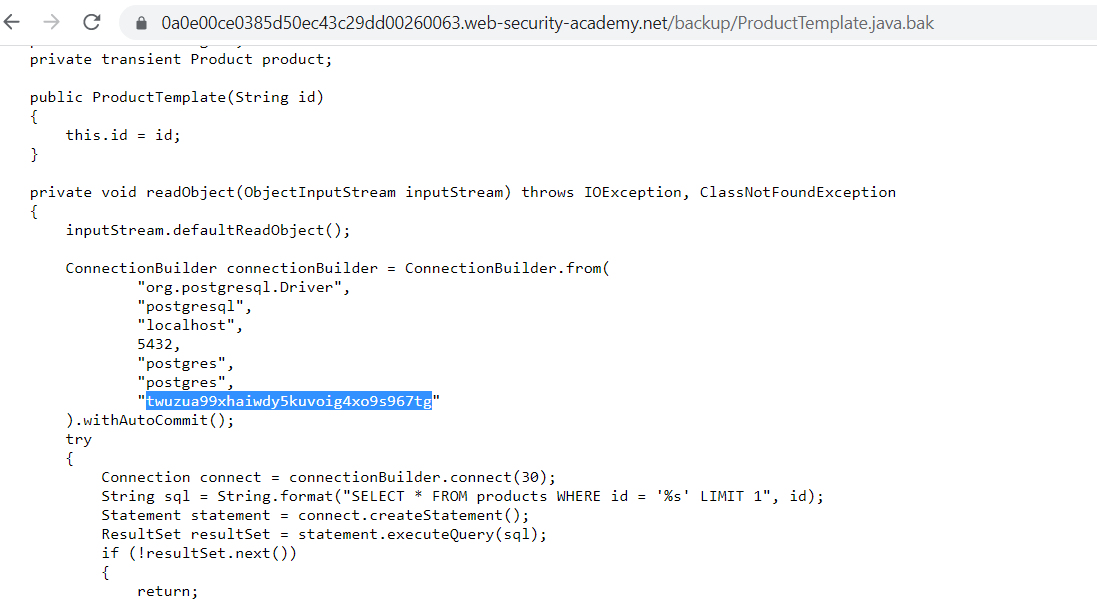 0a0e00ce0385d50ec43c29dd00260063.web-security-academy.net/backup/ProductTemplate.java.bak
private transient Product product;
public ProductTemplate(String id)
{
this.id = id;
}
private void readObject(ObjectInputStream inputStream) throws IOException, ClassNotFoundException
{
inputStream.defaultReadObject();
ConnectionBuilder connectionBuilder = ConnectionBuilder.from(
"org.postgresql.Driver",
"postgresql",
"localhost",
5432,
"postgres",
"postgres",
"twuzua99xhaiwdy5kuvoig4xo9s967tg"
).withAutoCommit();
try
{
Connection connect = connectionBuilder.connect(30);
String sql = String.format("SELECT * FROM products WHERE id = '%s' LIMIT 1", id);
Statement statement = connect.createStatement();
ResultSet resultSet = statement.executeQuery(sql);
if (!resultSet.next())
{
return;